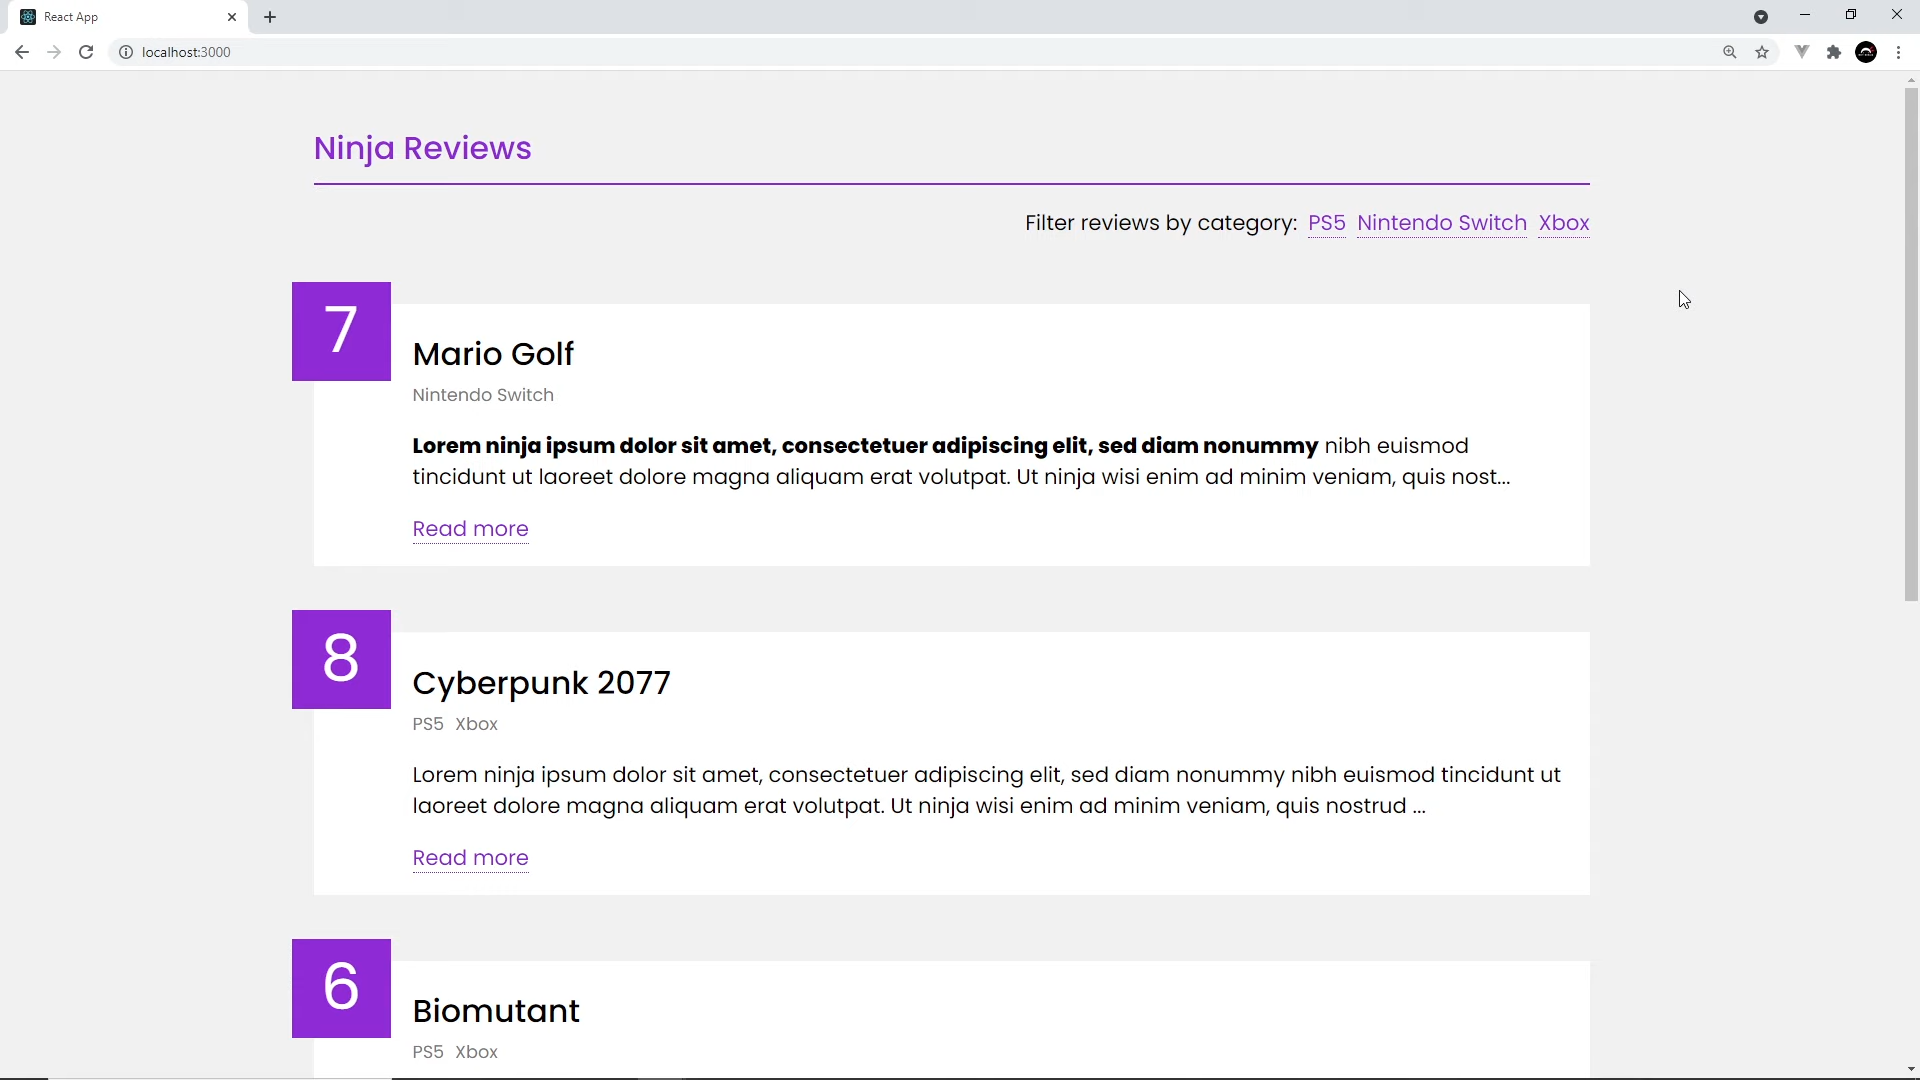 React App
localhost:3000
Ninja Reviews
Filter reviews by category: PS5 Nintendo Switch Xbox
7
Mario Golf
Nintendo Switch
Lorem ninja ipsum dolor sit amet, consectetuer adipiscing elit, sed diam nonummy nibh euismod
tincidunt ut laoreet dolore magna aliquam erat volutpat. Ut ninja wisi enim ad minim veniam, quis nost...
Read more
8
Cyberpunk 2077
PS5 Xbox
Lorem ninja ipsum dolor sit amet, consectetuer adipiscing elit, sed diam nonummy nibh euismod tincidunt ut
laoreet dolore magna aliquam erat volutpat. Ut ninja wisi enim ad minim veniam, quis nostrud ...
Read more
6
Biomutant
PS5 Xbox